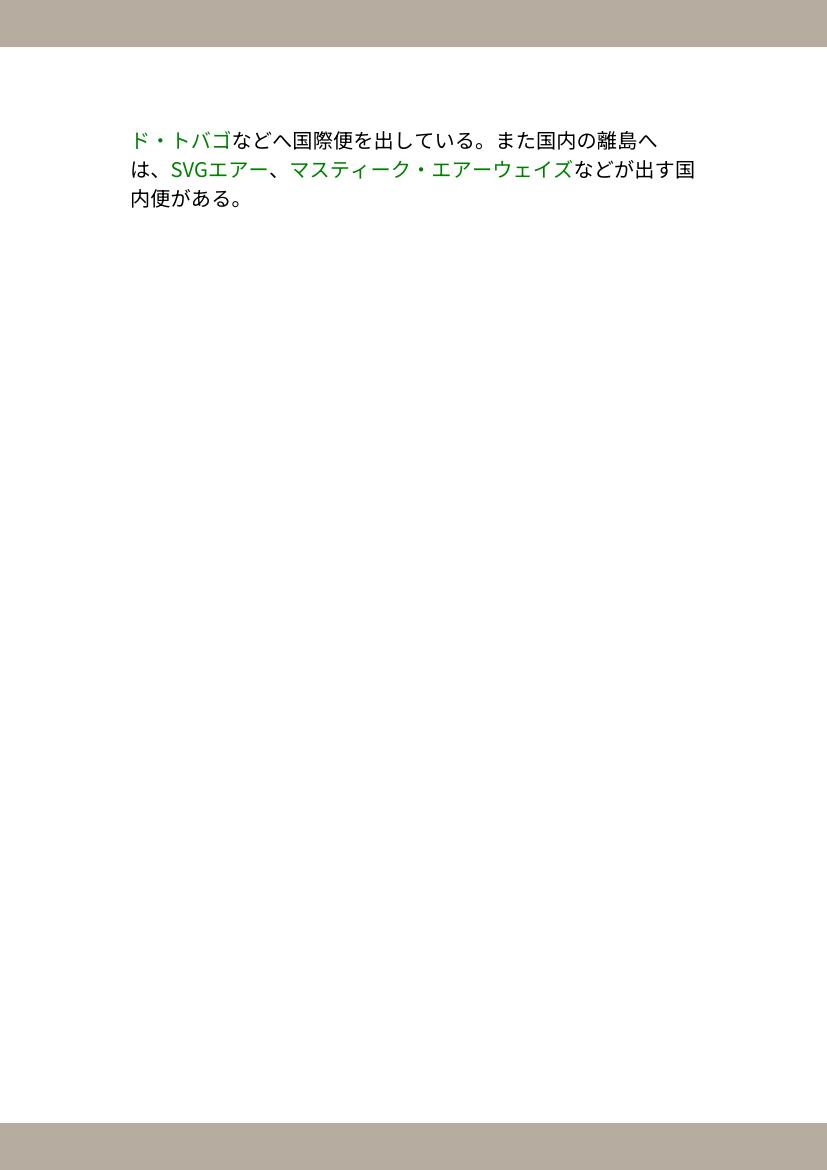 ド・トバゴなどへ国際便を出している。また国内の離島へ
は、SVGエアー、マスティーク・エアーウェイズなどが出す国
内便がある。